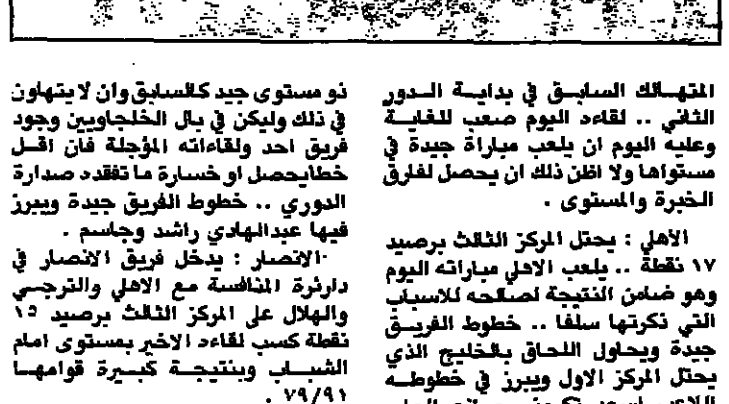 المتهالك السابق في بداية الدور
الثاني .. لقاءه اليوم صعب للغاية
وعليه اليوم ان يلعب مباراة جيدة في
مستواها ولا اظن ذلك ان يحصل لفارق
الخبرة والمستوى .
الاهلي : يحتل المركز الثالث برصيد
١٧ نقطة .. يلعب الاهلي مباراته اليوم
وهو ضامن النتيجة لصالحه للاسباب
التي ذكرتها سلفا .. خطوط الفريق
جيدة ويحاول اللحاق بالخليج الذي
يحتل المركز الاول ويبرز في خطوطه
ذو مستوى جيد كالسابق وان لا يتهاون
في ذلك وليكن في بال الخلجاويين وجود
فريق احد ولقاءاته المؤجلة فان اقل
خطايحصل او خسارة ما تفقده صدارة
الدوري .. خطوط الفريق جيدة ويبرز
فيها عبدالهادي راشد وجاسم .
الانصار : يدخل فريق الانصار في
دارثرة المنافسة مع الاهلي والترجي
والهلال على المركز الثالث برصيد ١٥
نقطة كسب لقاءه الاخير بمستوى امام
الشباب وبنتيجة كبيرة قوامها
٧٩/٩١ .